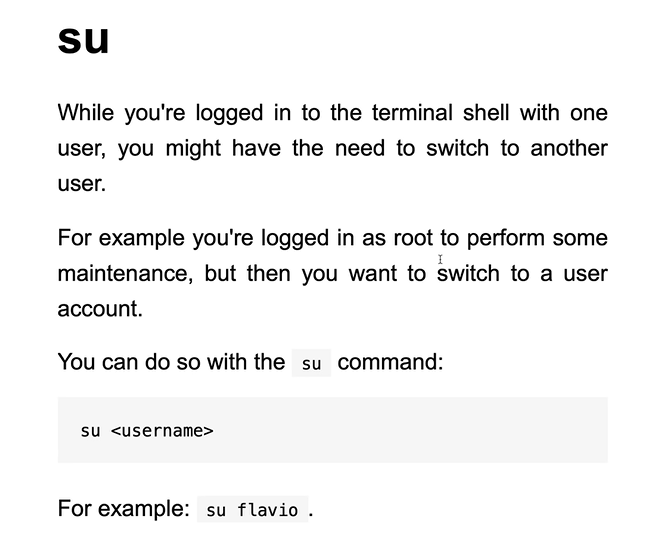 su
While you're logged in to the terminal shell with one
user, you might have the need to switch to another
user.
For example you're logged in as root to perform some
maintenance, but then you want to switch to a user
account.
You can do so with the su command:
su <username>
For example: su flavio .